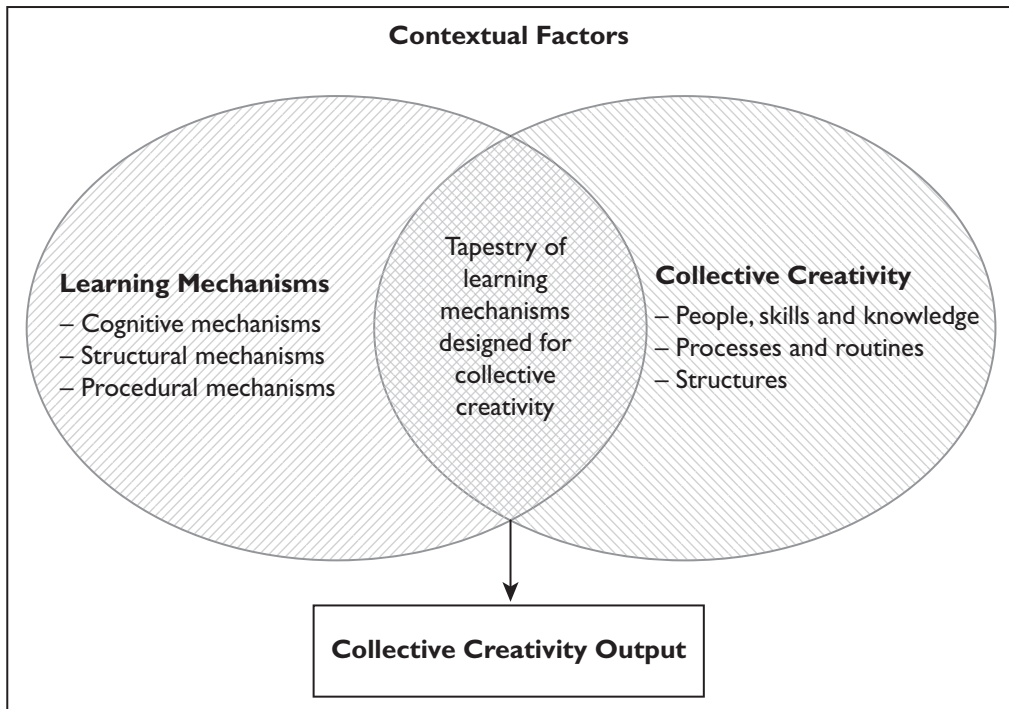 Contextual Factors
Learning Mechanisms
– Cognitive mechanisms
– Structural mechanisms
– Procedural mechanisms
Tapestry of
learning
mechanisms
designed for
collective
creativity
Collective Creativity
– People, skills and knowledge
– Processes and routines
– Structures
Collective Creativity Output